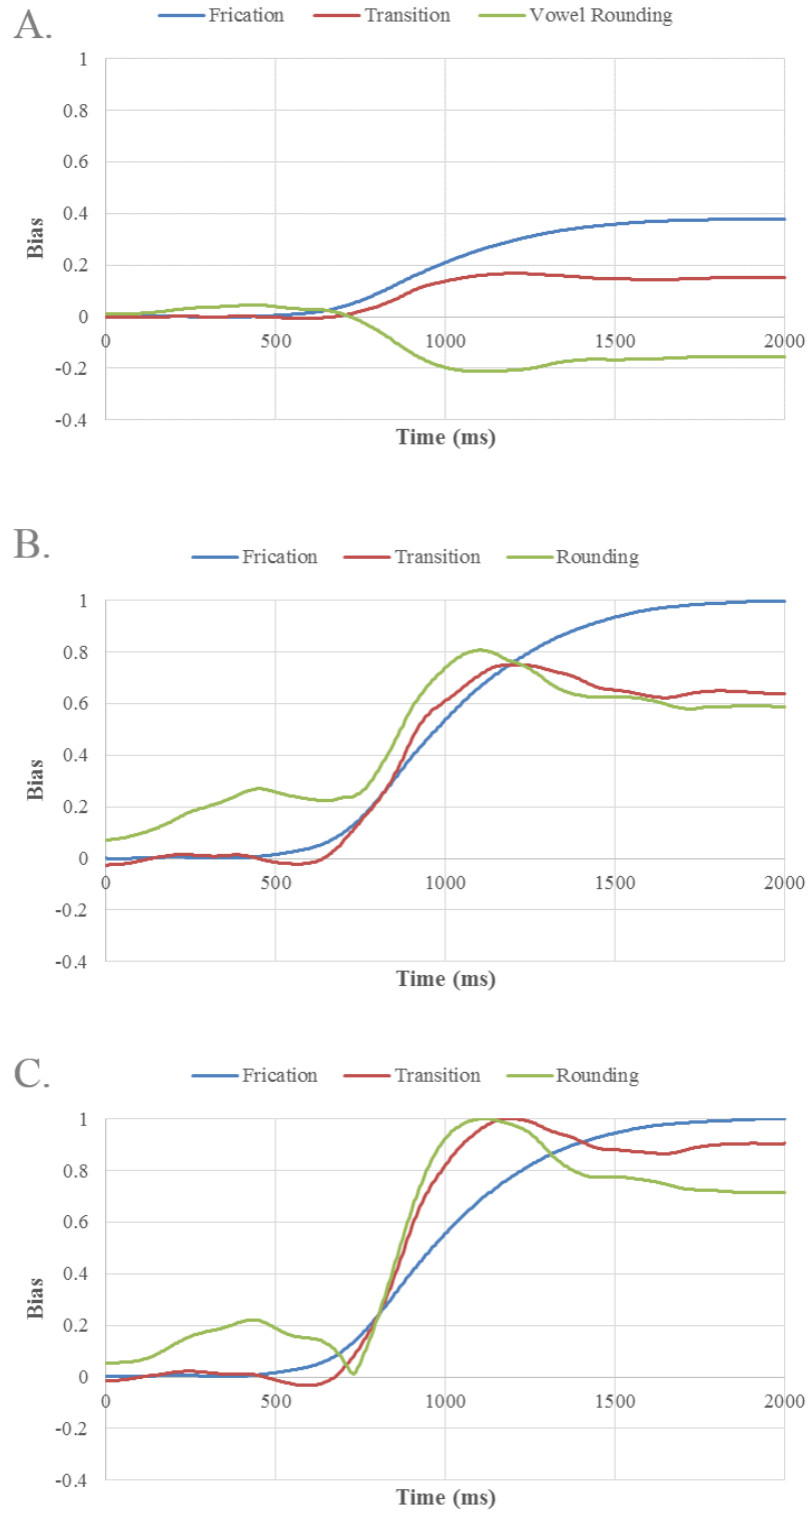 A.
Frication Transition Vowel Rounding
1
0.8
0.6
0.4
0.2
0
-0.2
-0.4
Bias
0 500 1000 1500 2000
Time (ms)
B.
Frication Transition Rounding
1
0.8
0.6
0.4
0.2
0
-0.2
-0.4
Bias
0 500 1000 1500 2000
Time (ms)
C.
Frication Transition Rounding
1
0.8
0.6
0.4
0.2
0
-0.2
-0.4
Bias
0 500 1000 1500 2000
Time (ms)